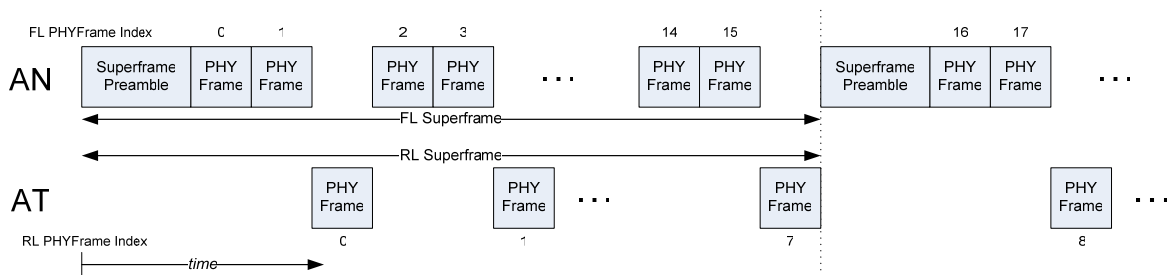 FL PHYFrame Index 0 1 2 3 14 15 16 17
AN
Superframe Preamble
PHY Frame
PHY Frame
PHY Frame
PHY Frame
...
PHY Frame
PHY Frame
Superframe Preamble
PHY Frame
PHY Frame
...
FL Superframe
RL Superframe
AT
PHY Frame
PHY Frame
...
PHY Frame
PHY Frame
...
RL PHYFrame Index 0 1 7 8
time